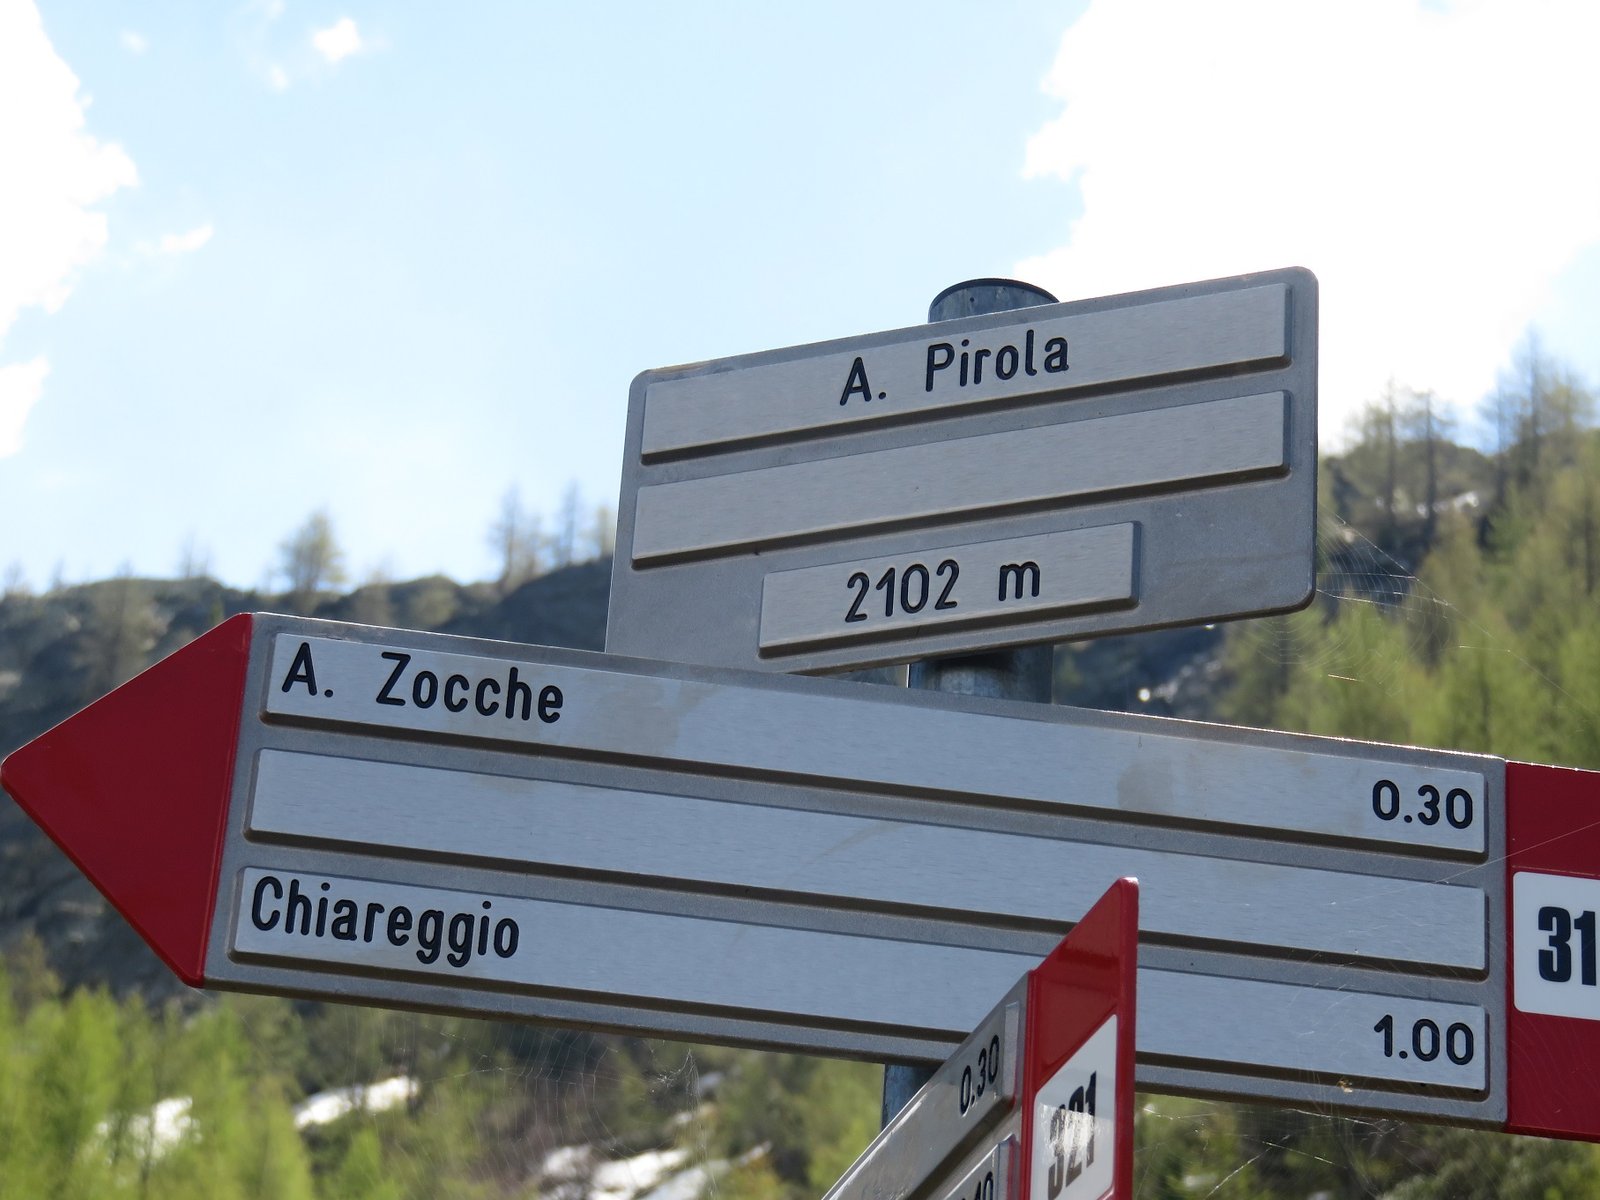 A. Pirola
2102 m
A. Zocche 0.30
Chiareggio 1.00
31
0.30
321